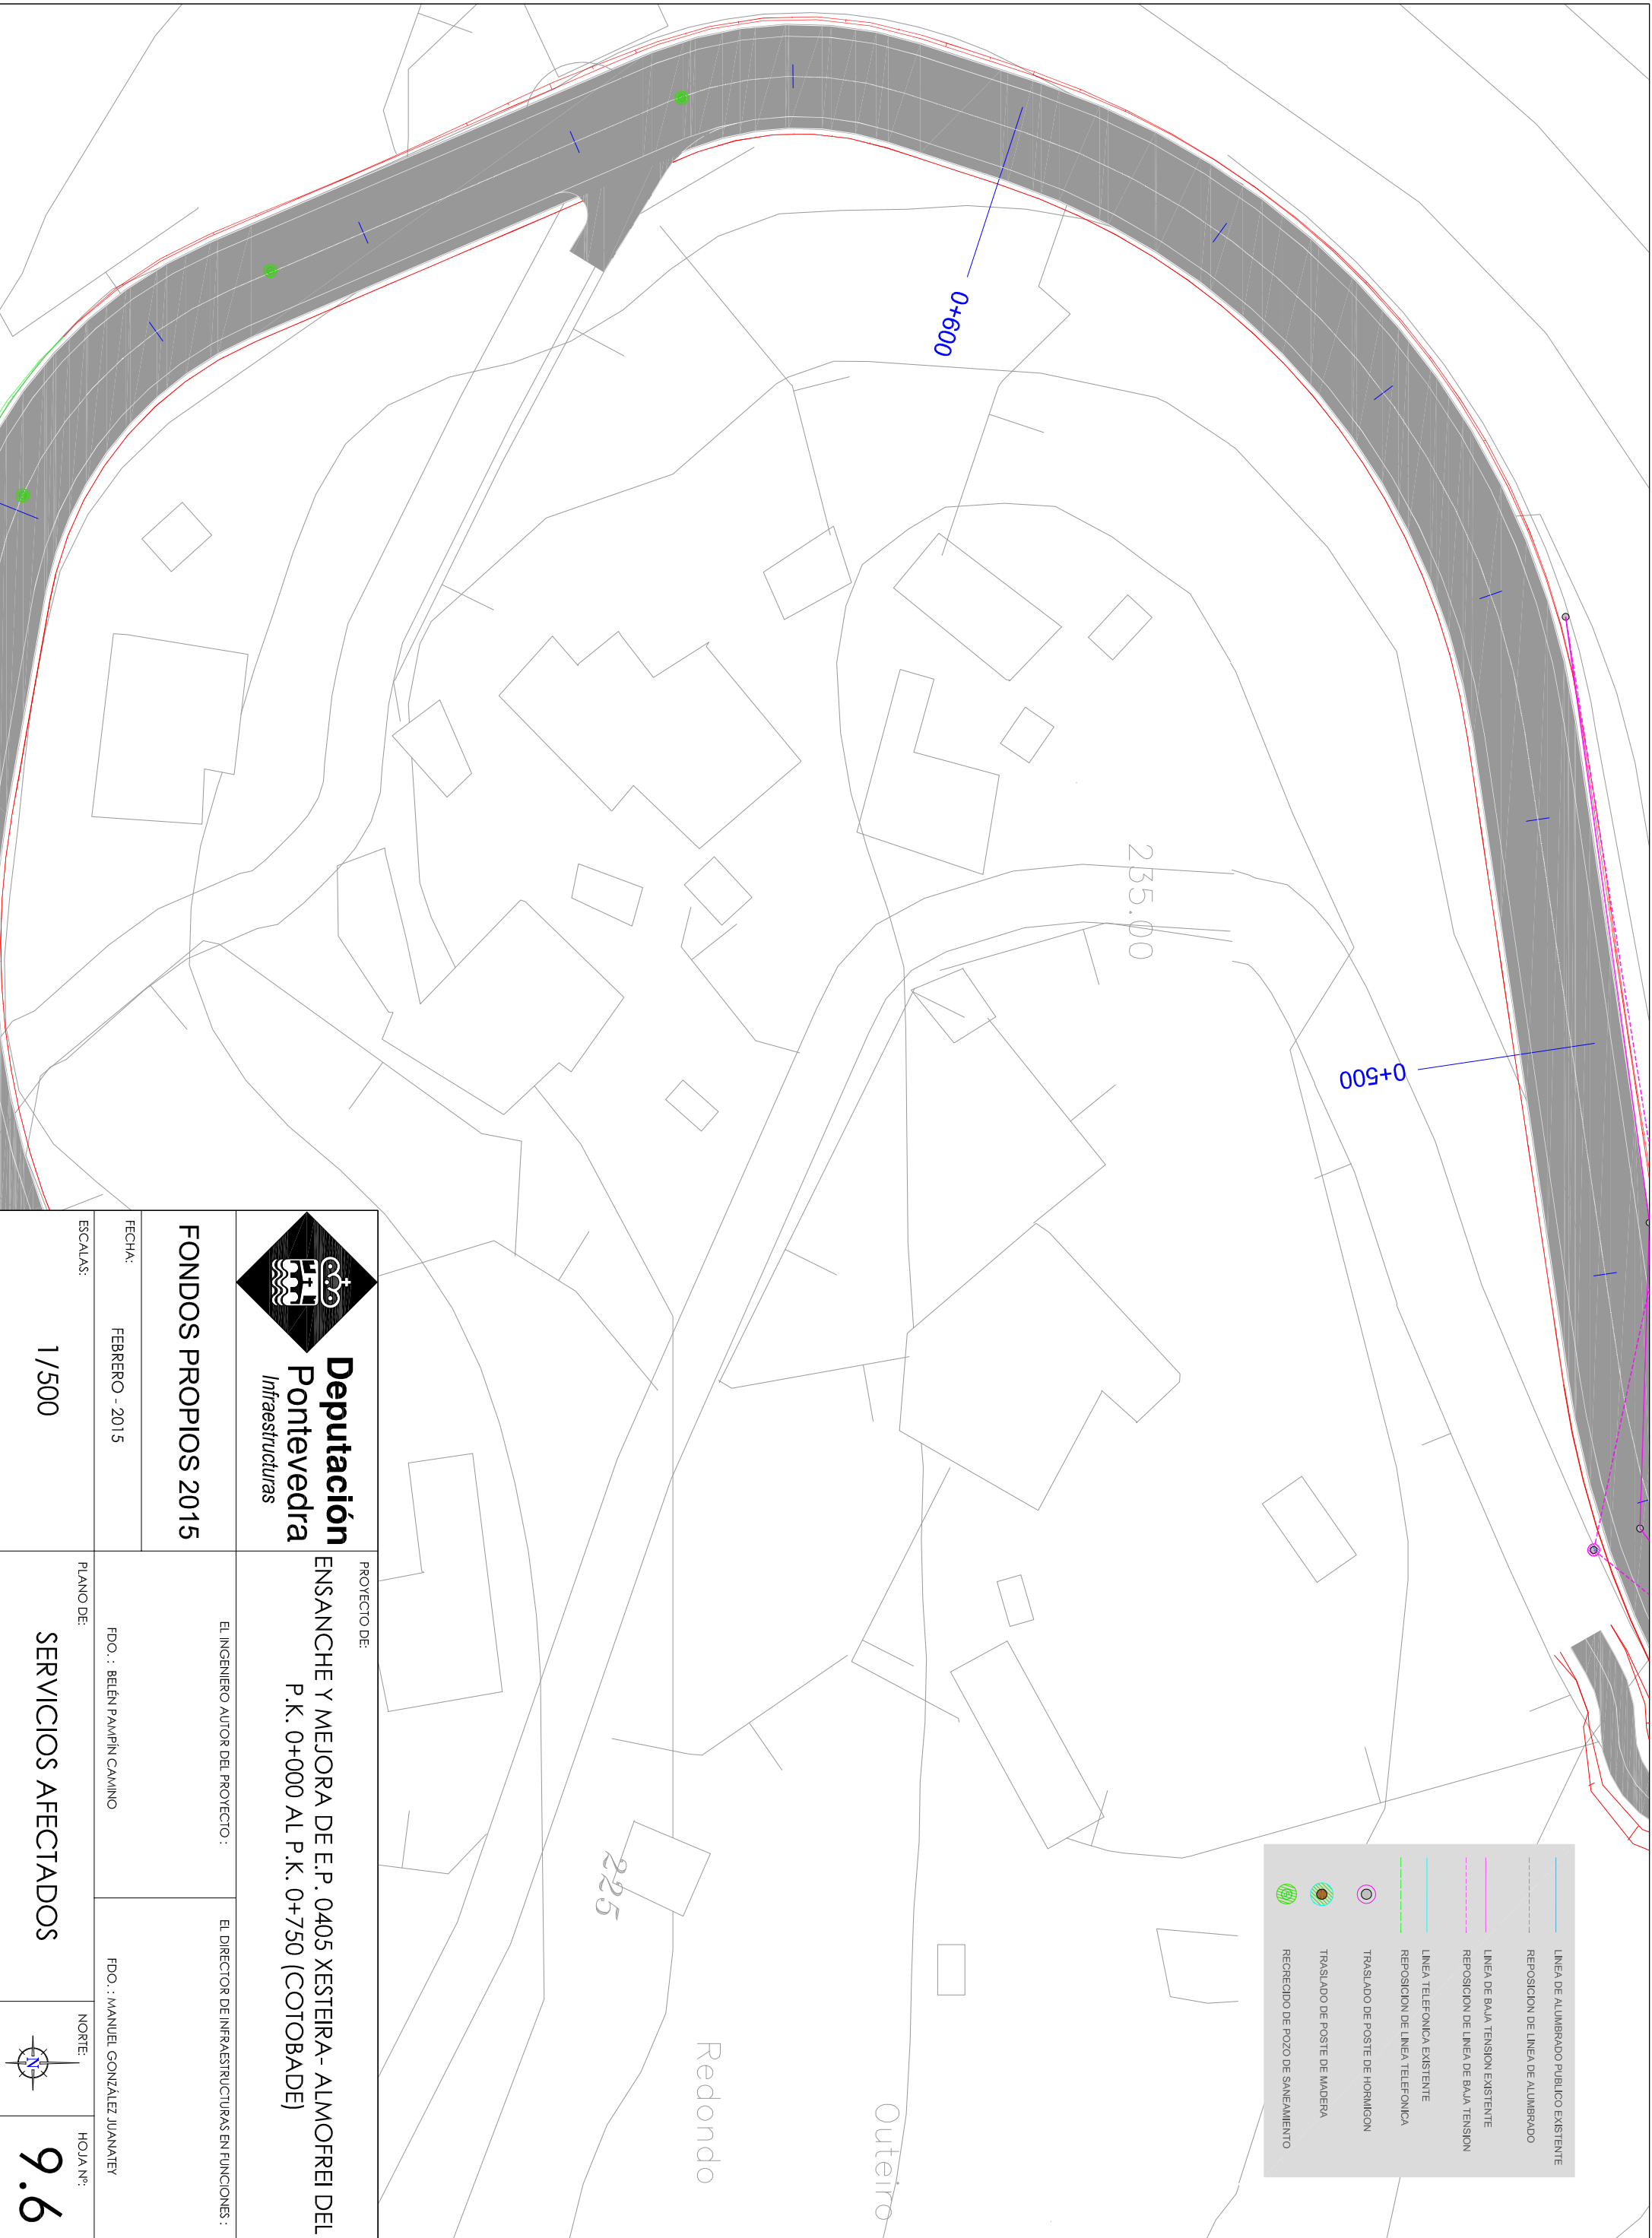 0+600
0+500
235.00
225
Redondo
Outeiro
LINEA DE ALUMBRADO PUBLICO EXISTENTE
REPOSICION DE LINEA DE ALUMBRADO
LINEA DE BAJA TENSION EXISTENTE
REPOSICION DE LINEA DE BAJA TENSION
LINEA TELEFONICA EXISTENTE
REPOSICION DE LINEA TELEFONICA
TRASLADO DE POSTE DE HORMIGON
TRASLADO DE POSTE DE MADERA
RECRECIDO DE POZO DE SANEAMIENTO
Deputación
Pontevedra
Infraestructuras
PROYECTO DE:
ENSANCHE Y MEJORA DE E.P. 0405 XESTEIRA- ALMOFREI DEL
P.K. 0+000 AL P.K. 0+750 (COTOBADE)
FONDOS PROPIOS 2015
EL INGENIERO AUTOR DEL PROYECTO :
EL DIRECTOR DE INFRAESTRUCTURAS EN FUNCIONES :
FECHA:
FEBRERO - 2015
FDO. : BELÉN PAMPÍN CAMINO
FDO. : MANUEL GONZÁLEZ JUANATEY
ESCALAS:
1/500
PLANO DE:
SERVICIOS AFECTADOS
NORTE:
N
HOJA Nº:
9.6